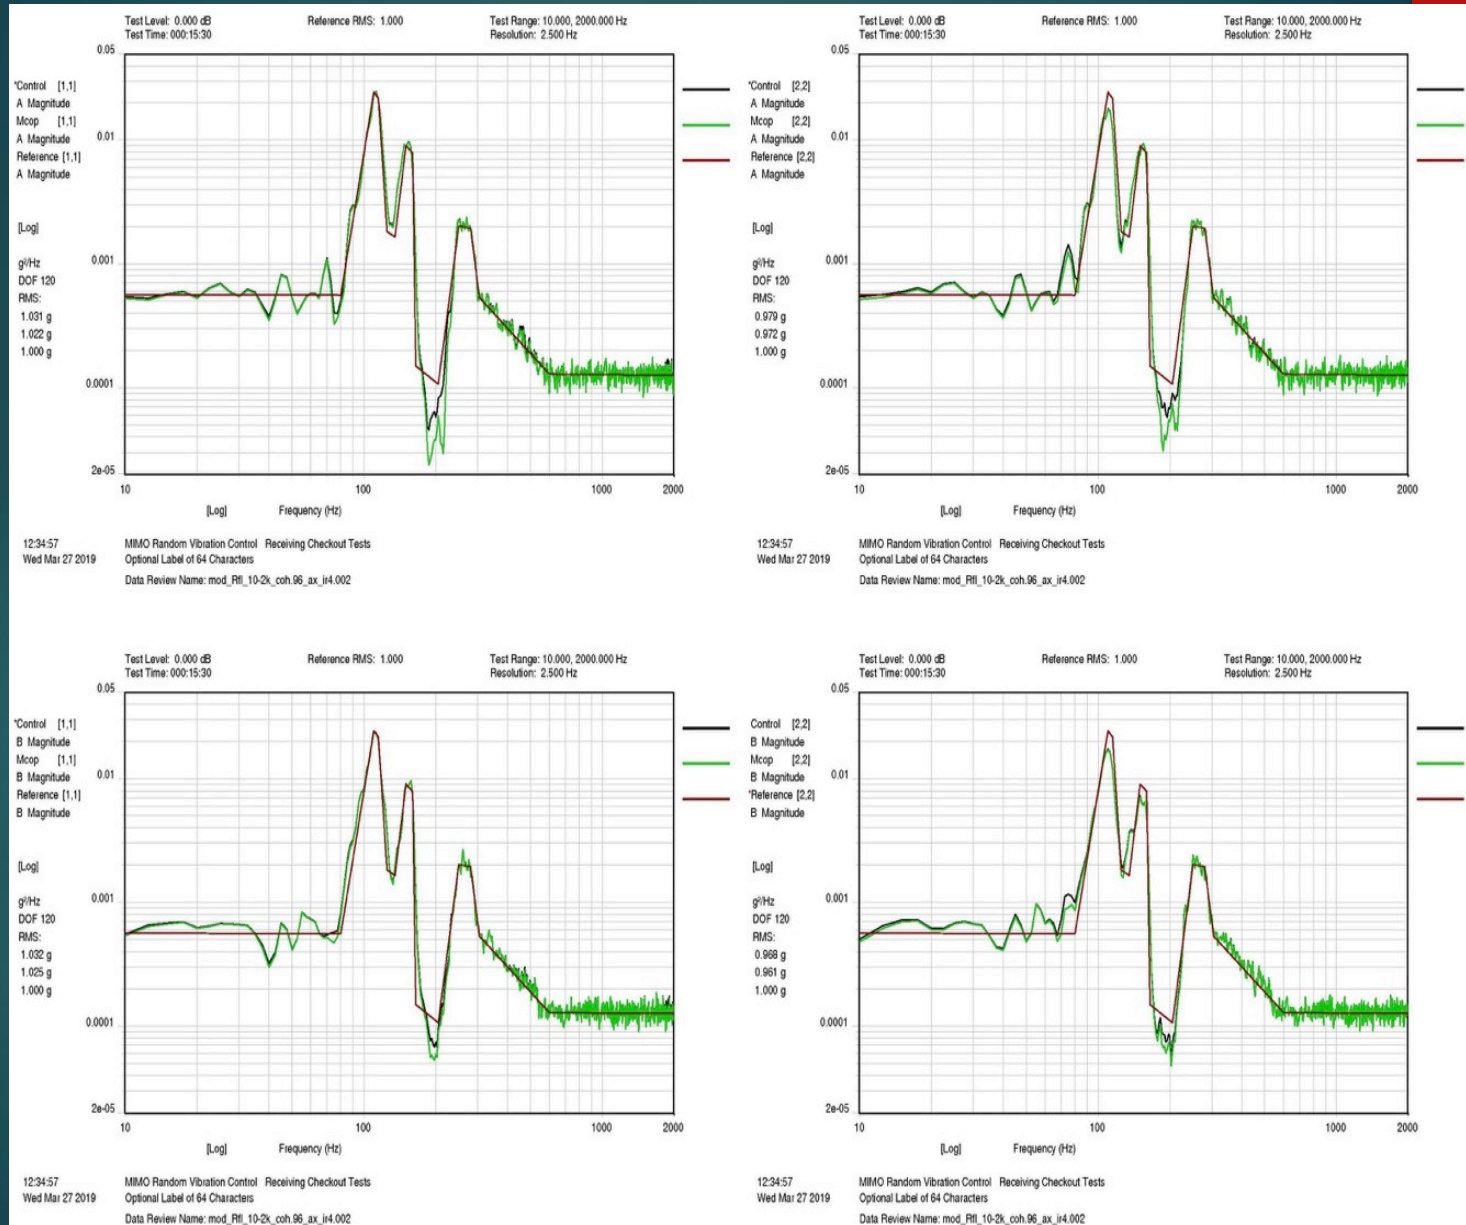 Test Level: 0.000 dB Reference RMS: 1.000 Test Range: 10.000, 2000.000 Hz
Test Time: 000:15:30 Resolution: 2.500 Hz
0.05
*Control [1,1]
A Magnitude
Mcop [1,1]
A Magnitude
0.01
Reference [1,1]
A Magnitude
[Log]
0.001
g²/Hz
DOF 120
RMS:
1.031 g
1.022 g
1.000 g
0.0001
2e-05
10 100 1000 2000
[Log] Frequency (Hz)
12:34:57 MIMO Random Vibration Control Receiving Checkout Tests
Wed Mar 27 2019 Optional Label of 64 Characters
Data Review Name: mod_Rfl_10-2k_coh.96_ax_ir4.002
Test Level: 0.000 dB Reference RMS: 1.000 Test Range: 10.000, 2000.000 Hz
Test Time: 000:15:30 Resolution: 2.500 Hz
0.05
*Control [2,2]
A Magnitude
Mcop [2,2]
A Magnitude
0.01
Reference [2,2]
A Magnitude
[Log]
0.001
g²/Hz
DOF 120
RMS:
0.979 g
0.972 g
1.000 g
0.0001
2e-05
10 100 1000 2000
[Log] Frequency (Hz)
12:34:57 MIMO Random Vibration Control Receiving Checkout Tests
Wed Mar 27 2019 Optional Label of 64 Characters
Data Review Name: mod_Rfl_10-2k_coh.96_ax_ir4.002
Test Level: 0.000 dB Reference RMS: 1.000 Test Range: 10.000, 2000.000 Hz
Test Time: 000:15:30 Resolution: 2.500 Hz
0.05
*Control [1,1]
B Magnitude
Mcop [1,1]
B Magnitude
0.01
Reference [1,1]
B Magnitude
[Log]
0.001
g²/Hz
DOF 120
RMS:
1.032 g
1.025 g
1.000 g
0.0001
2e-05
10 100 1000 2000
[Log] Frequency (Hz)
12:34:57 MIMO Random Vibration Control Receiving Checkout Tests
Wed Mar 27 2019 Optional Label of 64 Characters
Data Review Name: mod_Rfl_10-2k_coh.96_ax_ir4.002
Test Level: 0.000 dB Reference RMS: 1.000 Test Range: 10.000, 2000.000 Hz
Test Time: 000:15:30 Resolution: 2.500 Hz
0.05
Control [2,2]
B Magnitude
Mcop [2,2]
B Magnitude
0.01
*Reference [2,2]
B Magnitude
[Log]
0.001
g²/Hz
DOF 120
RMS:
0.968 g
0.961 g
1.000 g
0.0001
2e-05
10 100 1000 2000
[Log] Frequency (Hz)
12:34:57 MIMO Random Vibration Control Receiving Checkout Tests
Wed Mar 27 2019 Optional Label of 64 Characters
Data Review Name: mod_Rfl_10-2k_coh.96_ax_ir4.002